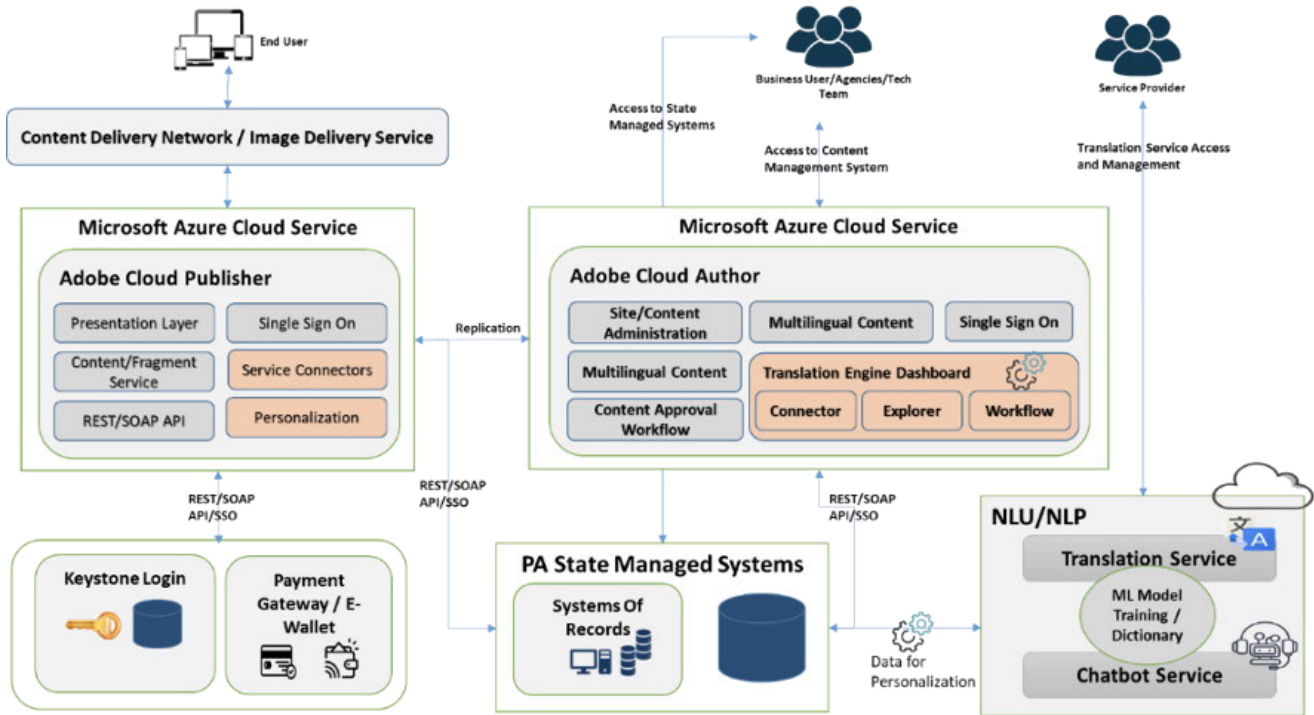 End User
Content Delivery Network / Image Delivery Service
Business User/Agencies/Tech
Team
Service Provider
Access to State
Managed Systems
Access to Content
Management System
Translation Service Access
and Management
Microsoft Azure Cloud Service
Adobe Cloud Publisher
Presentation Layer
Single Sign On
Content/Fragment
Service
Service Connectors
REST/SOAP API
Personalization
Replication
Microsoft Azure Cloud Service
Adobe Cloud Author
Site/Content
Administration
Multilingual Content
Single Sign On
Multilingual Content
Translation Engine Dashboard
Content Approval
Workflow
Connector
Explorer
Workflow
REST/SOAP
API/SSO
REST/SOAP
API/SSO
REST/SOAP
API/SSO
Keystone Login
Payment
Gateway / E-
Wallet
PA State Managed Systems
Systems Of
Records
Data for
Personalization
NLU/NLP
文
A
Translation Service
ML Model
Training /
Dictionary
Chatbot Service